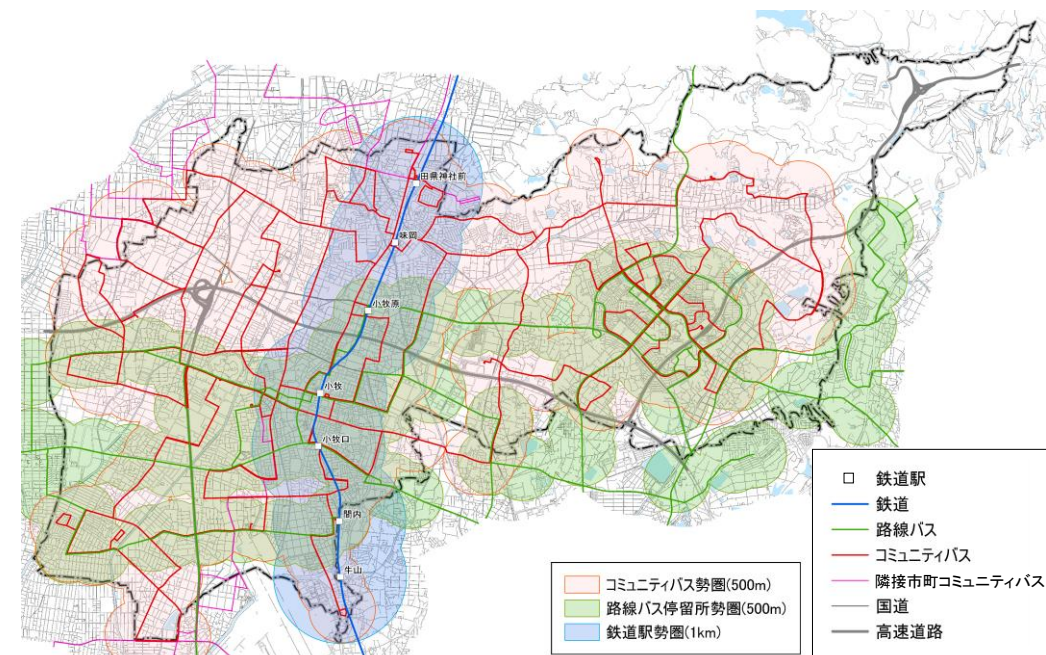 田県神社前
味岡
小牧原
小牧
小牧口
間内
牛山
コミュニティバス勢圏(500m)
路線バス停留所勢圏(500m)
鉄道駅勢圏(1km)
鉄道駅
鉄道
路線バス
コミュニティバス
隣接市町コミュニティバス
国道
高速道路